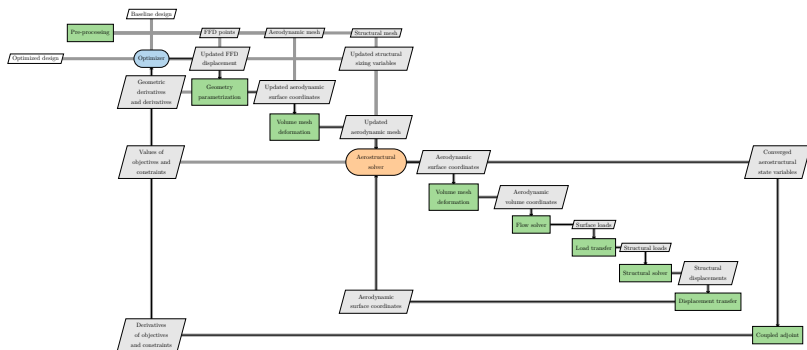 Baseline design
Pre-processing
FFD points
Aerodynamic mesh
Structural mesh
Optimized design
Optimizer
Updated FFD
displacement
Updated structural
sizing variables
Geometric
derivatives
and derivatives
Geometry
parametrization
Updated aerodynamic
surface coordinates
Volume mesh
deformation
Updated
aerodynamic mesh
Values of
objectives and
constraints
Aerostructural
solver
Aerodynamic
surface coordinates
Converged
aerostructural
state variables
Volume mesh
deformation
Aerodynamic
volume coordinates
Flow solver
Surface loads
Load transfer
Structural loads
Structural solver
Structural
displacements
Aerodynamic
surface coordinates
Displacement transfer
Derivatives
of objectives
and constraints
Coupled adjoint